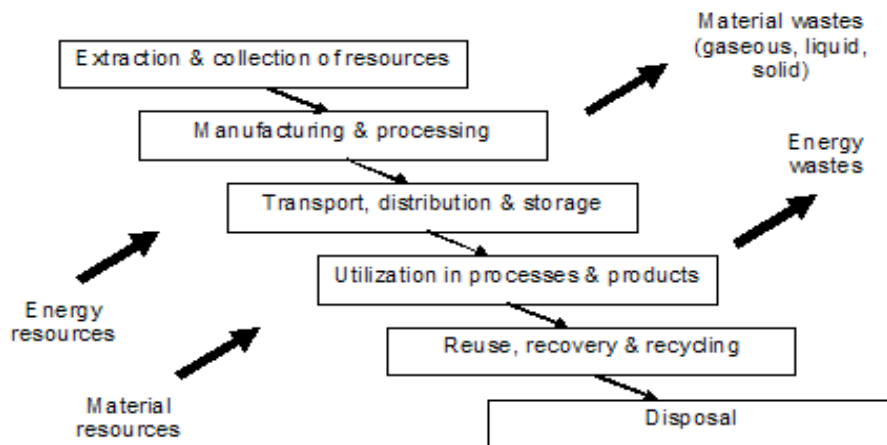 Material wastes
(gaseous, liquid,
solid)
Extraction & collection of resources
Manufacturing & processing
Energy
wastes
Transport, distribution & storage
Utilization in processes & products
Energy
resources
Reuse, recovery & recycling
Material
resources
Disposal